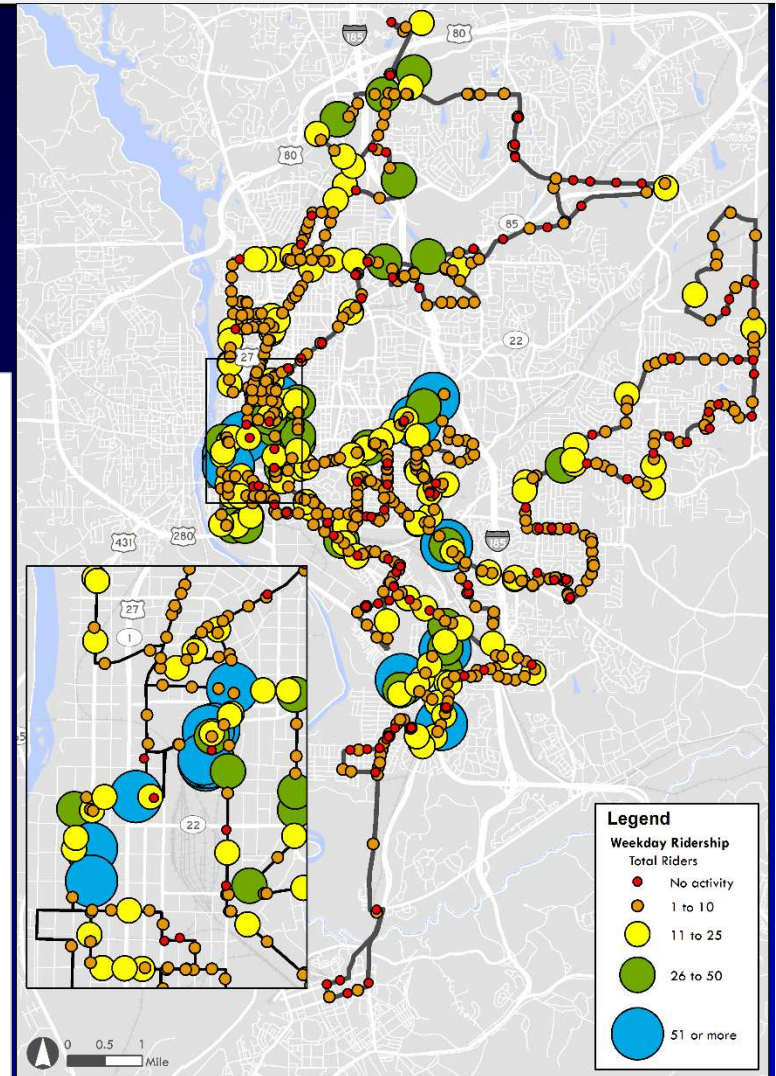 185
80
80
85
22
27
185
431
280
27
1
22
Legend
Weekday Ridership
Total Riders
No activity
1 to 10
11 to 25
26 to 50
51 or more
0 0.5 1
Mile